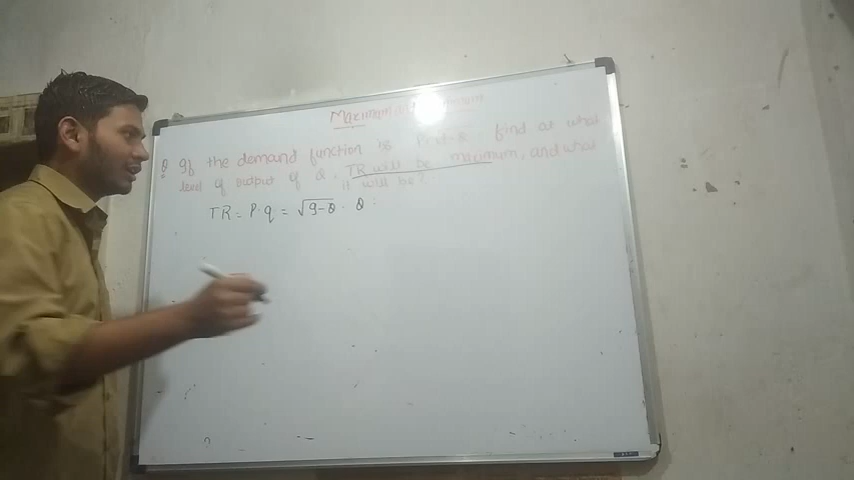 Maximum
Q If the demand function is find at what
level of output of Q, TR will be maximum, and what
it will be?
TR = P·q = √9-Q · Q